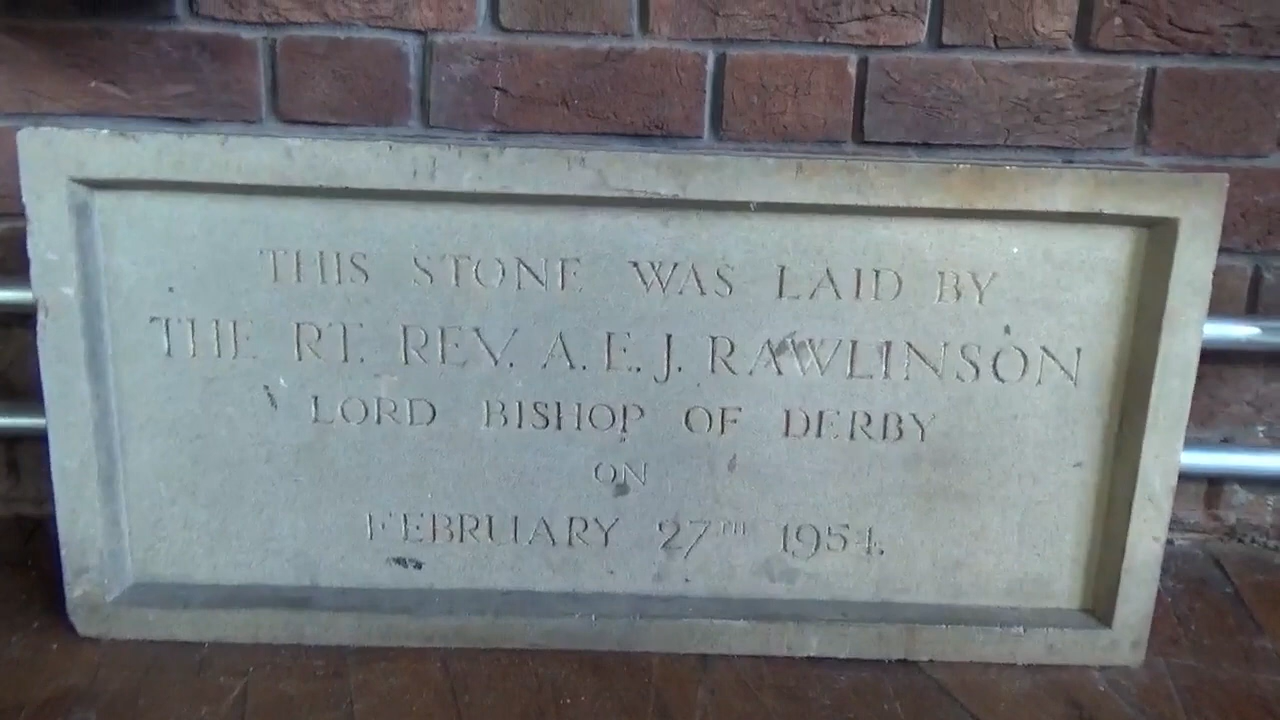 THIS STONE WAS LAID BY
THE RT. REV. A.E.J. RAWLINSON
LORD BISHOP OF DERBY
ON
FEBRUARY 27TH 1954.